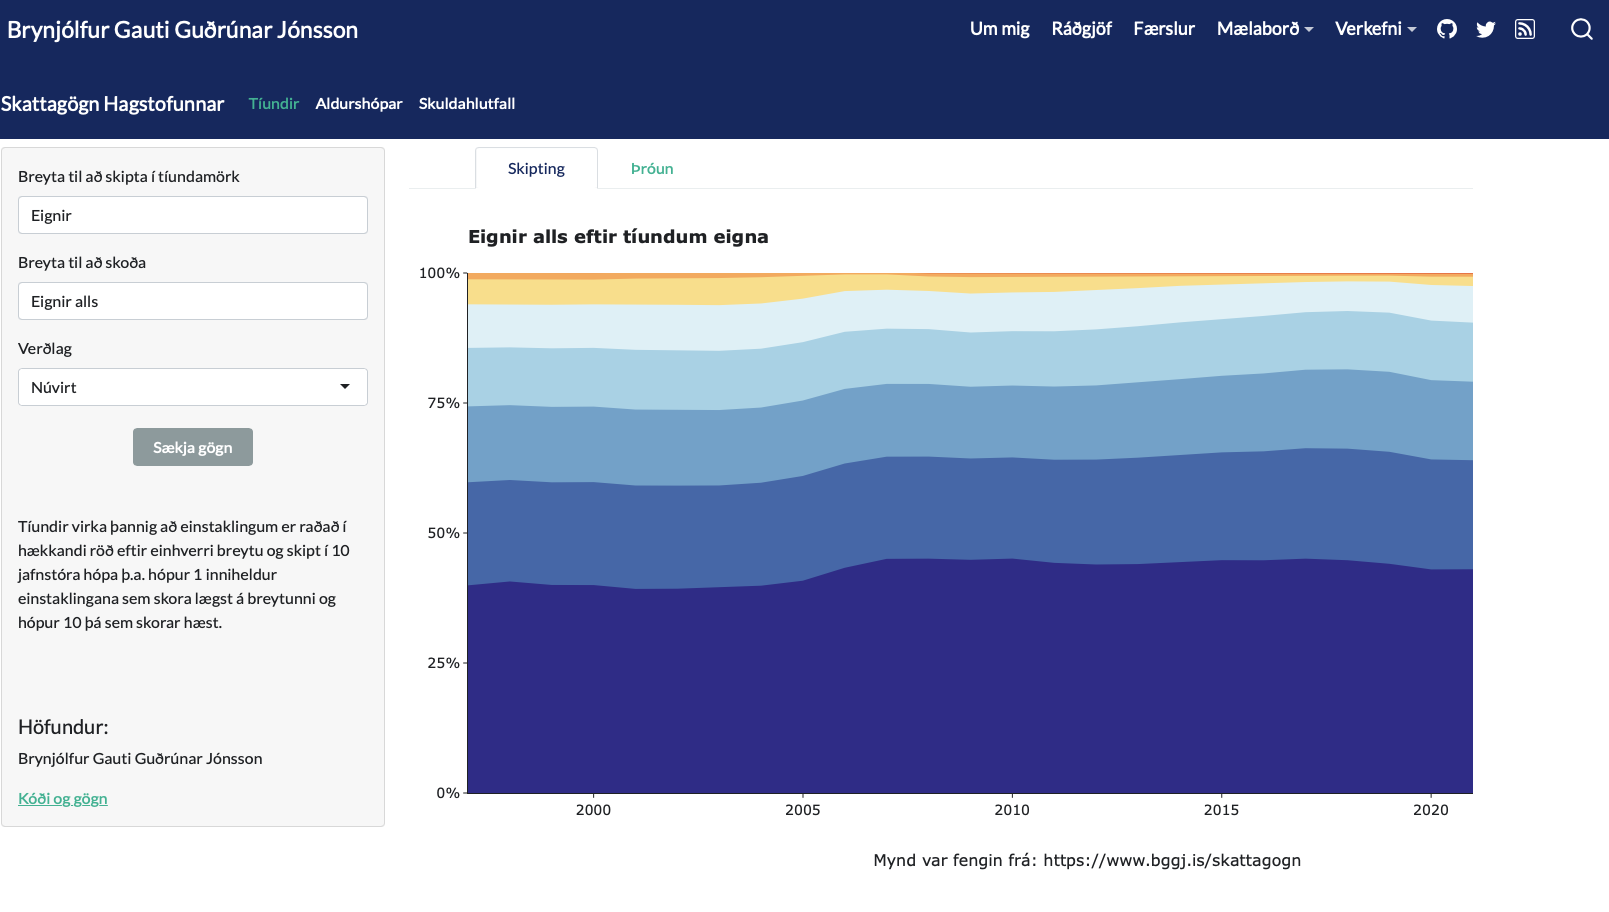 Brynjólfur Gauti Guðrúnar Jónsson
Um mig Ráðgjöf Færslur Mælaborð Verkefni
Skattagögn Hagstofunnar Tíundir Aldurshópar Skuldahlutfall
Breyta til að skipta í tíundamörk
Eignir
Breyta til að skoða
Eignir alls
Verðlag
Núvirt
Sækja gögn
Tíundir virka þannig að einstaklingum er raðað í
hækkandi röð eftir einhverri breytu og skipt í 10
jafnstóra hópa þ.a. hópur 1 inniheldur
einstaklingana sem skora lægst á breytunni og
hópur 10 þá sem skorar hæst.
Höfundur:
Brynjólfur Gauti Guðrúnar Jónsson
Kóði og gögn
Skipting Þróun
Eignir alls eftir tíundum eigna
100%
75%
50%
25%
0%
2000 2005 2010 2015 2020
Mynd var fengin frá: https://www.bggj.is/skattagogn